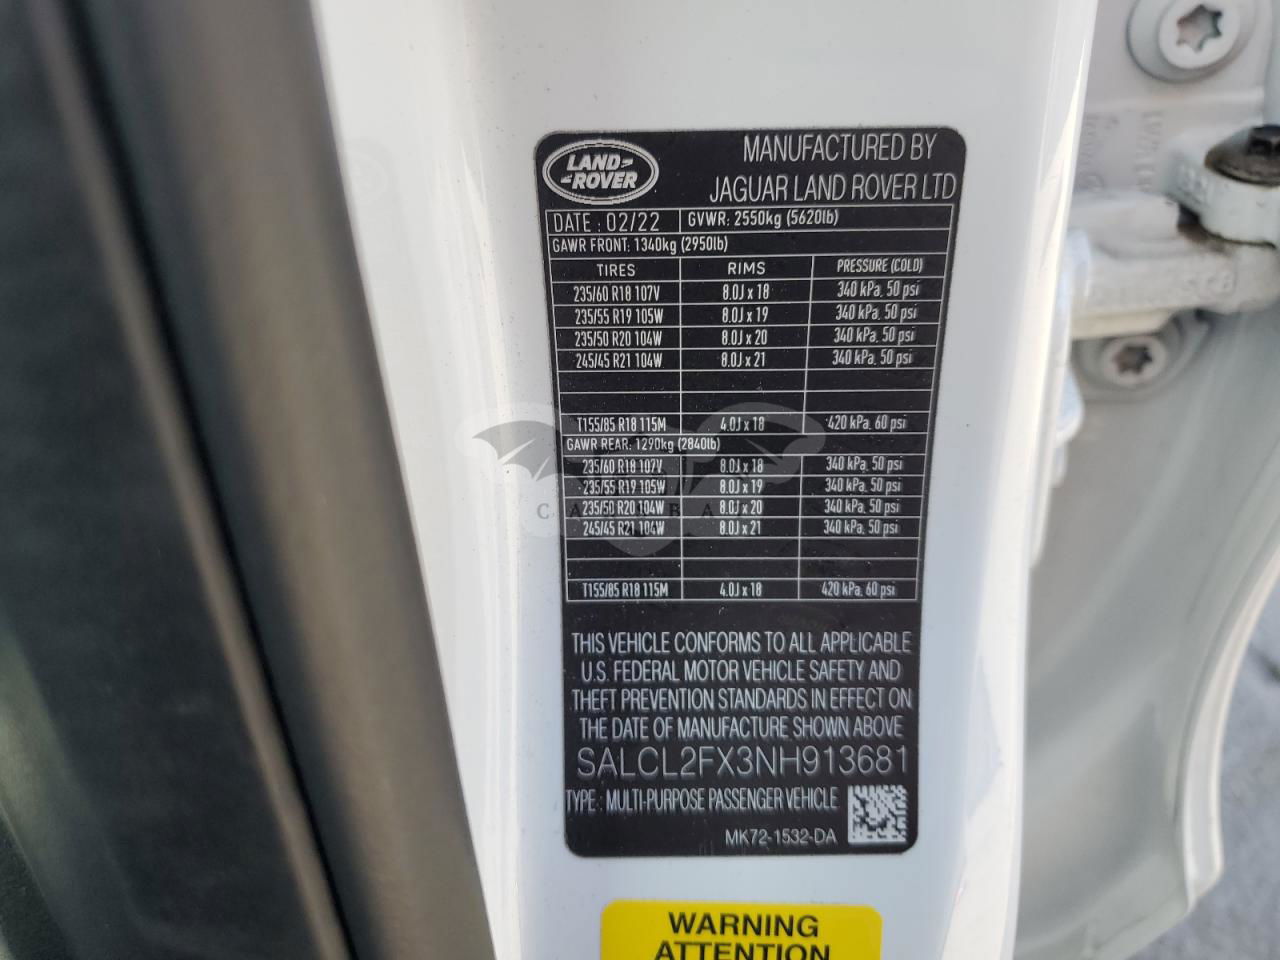 LAND-
-ROVER
MANUFACTURED BY
JAGUAR LAND ROVER LTD
DATE : 02/22 GVWR: 2550kg (5620lb)
GAWR FRONT: 1340kg (2950lb)
TIRES RIMS PRESSURE (COLD)
235/60 R18 107V 8.0J x 18 340 kPa, 50 psi
235/55 R19 105W 8.0J x 19 340 kPa, 50 psi
235/50 R20 104W 8.0J x 20 340 kPa, 50 psi
245/45 R21 104W 8.0J x 21 340 kPa, 50 psi
T155/85 R18 115M 4.0J x 18 420 kPa, 60 psi
GAWR REAR: 1290kg (2840lb)
235/60 R18 107V 8.0J x 18 340 kPa, 50 psi
235/55 R19 105W 8.0J x 19 340 kPa, 50 psi
235/50 R20 104W 8.0J x 20 340 kPa, 50 psi
245/45 R21 104W 8.0J x 21 340 kPa, 50 psi
T155/85 R18 115M 4.0J x 18 420 kPa, 60 psi
THIS VEHICLE CONFORMS TO ALL APPLICABLE
U.S. FEDERAL MOTOR VEHICLE SAFETY AND
THEFT PREVENTION STANDARDS IN EFFECT ON
THE DATE OF MANUFACTURE SHOWN ABOVE
SALCL2FX3NH913681
TYPE : MULTI-PURPOSE PASSENGER VEHICLE
MK72-1532-DA
WARNING
ATTENTION